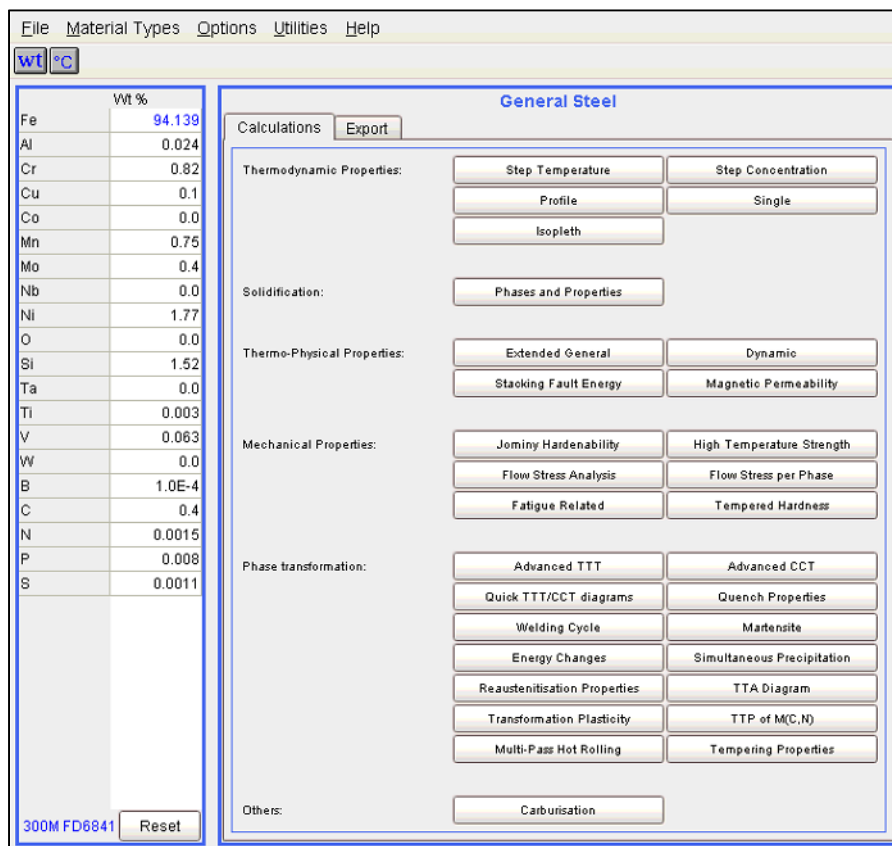 File Material Types Options Utilities Help
wt °C
Wt %
Fe 94.139
Al 0.024
Cr 0.82
Cu 0.1
Co 0.0
Mn 0.75
Mo 0.4
Nb 0.0
Ni 1.77
O 0.0
Si 1.52
Ta 0.0
Ti 0.003
V 0.063
W 0.0
B 1.0E-4
C 0.4
N 0.0015
P 0.008
S 0.0011
300M FD6841 Reset
General Steel
Calculations Export
Thermodynamic Properties: Step Temperature Step Concentration
Profile Single
Isopleth
Solidification: Phases and Properties
Thermo-Physical Properties: Extended General Dynamic
Stacking Fault Energy Magnetic Permeability
Mechanical Properties: Jominy Hardenability High Temperature Strength
Flow Stress Analysis Flow Stress per Phase
Fatigue Related Tempered Hardness
Phase transformation: Advanced TTT Advanced CCT
Quick TTT/CCT diagrams Quench Properties
Welding Cycle Martensite
Energy Changes Simultaneous Precipitation
Reaustenitisation Properties TTA Diagram
Transformation Plasticity TTP of M(C,N)
Multi-Pass Hot Rolling Tempering Properties
Others: Carburisation